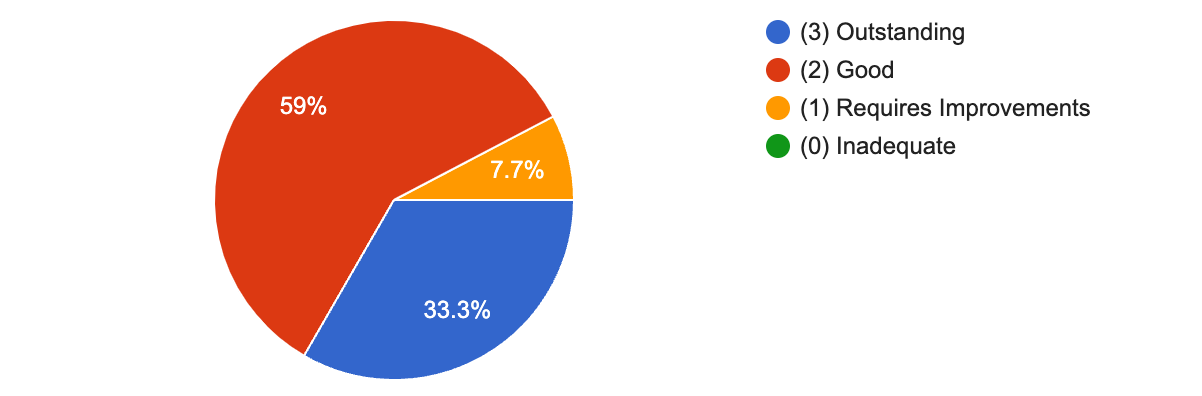 (3) Outstanding
(2) Good
59%
(1) Requires Improvements
(0) Inadequate
7.7%
33.3%